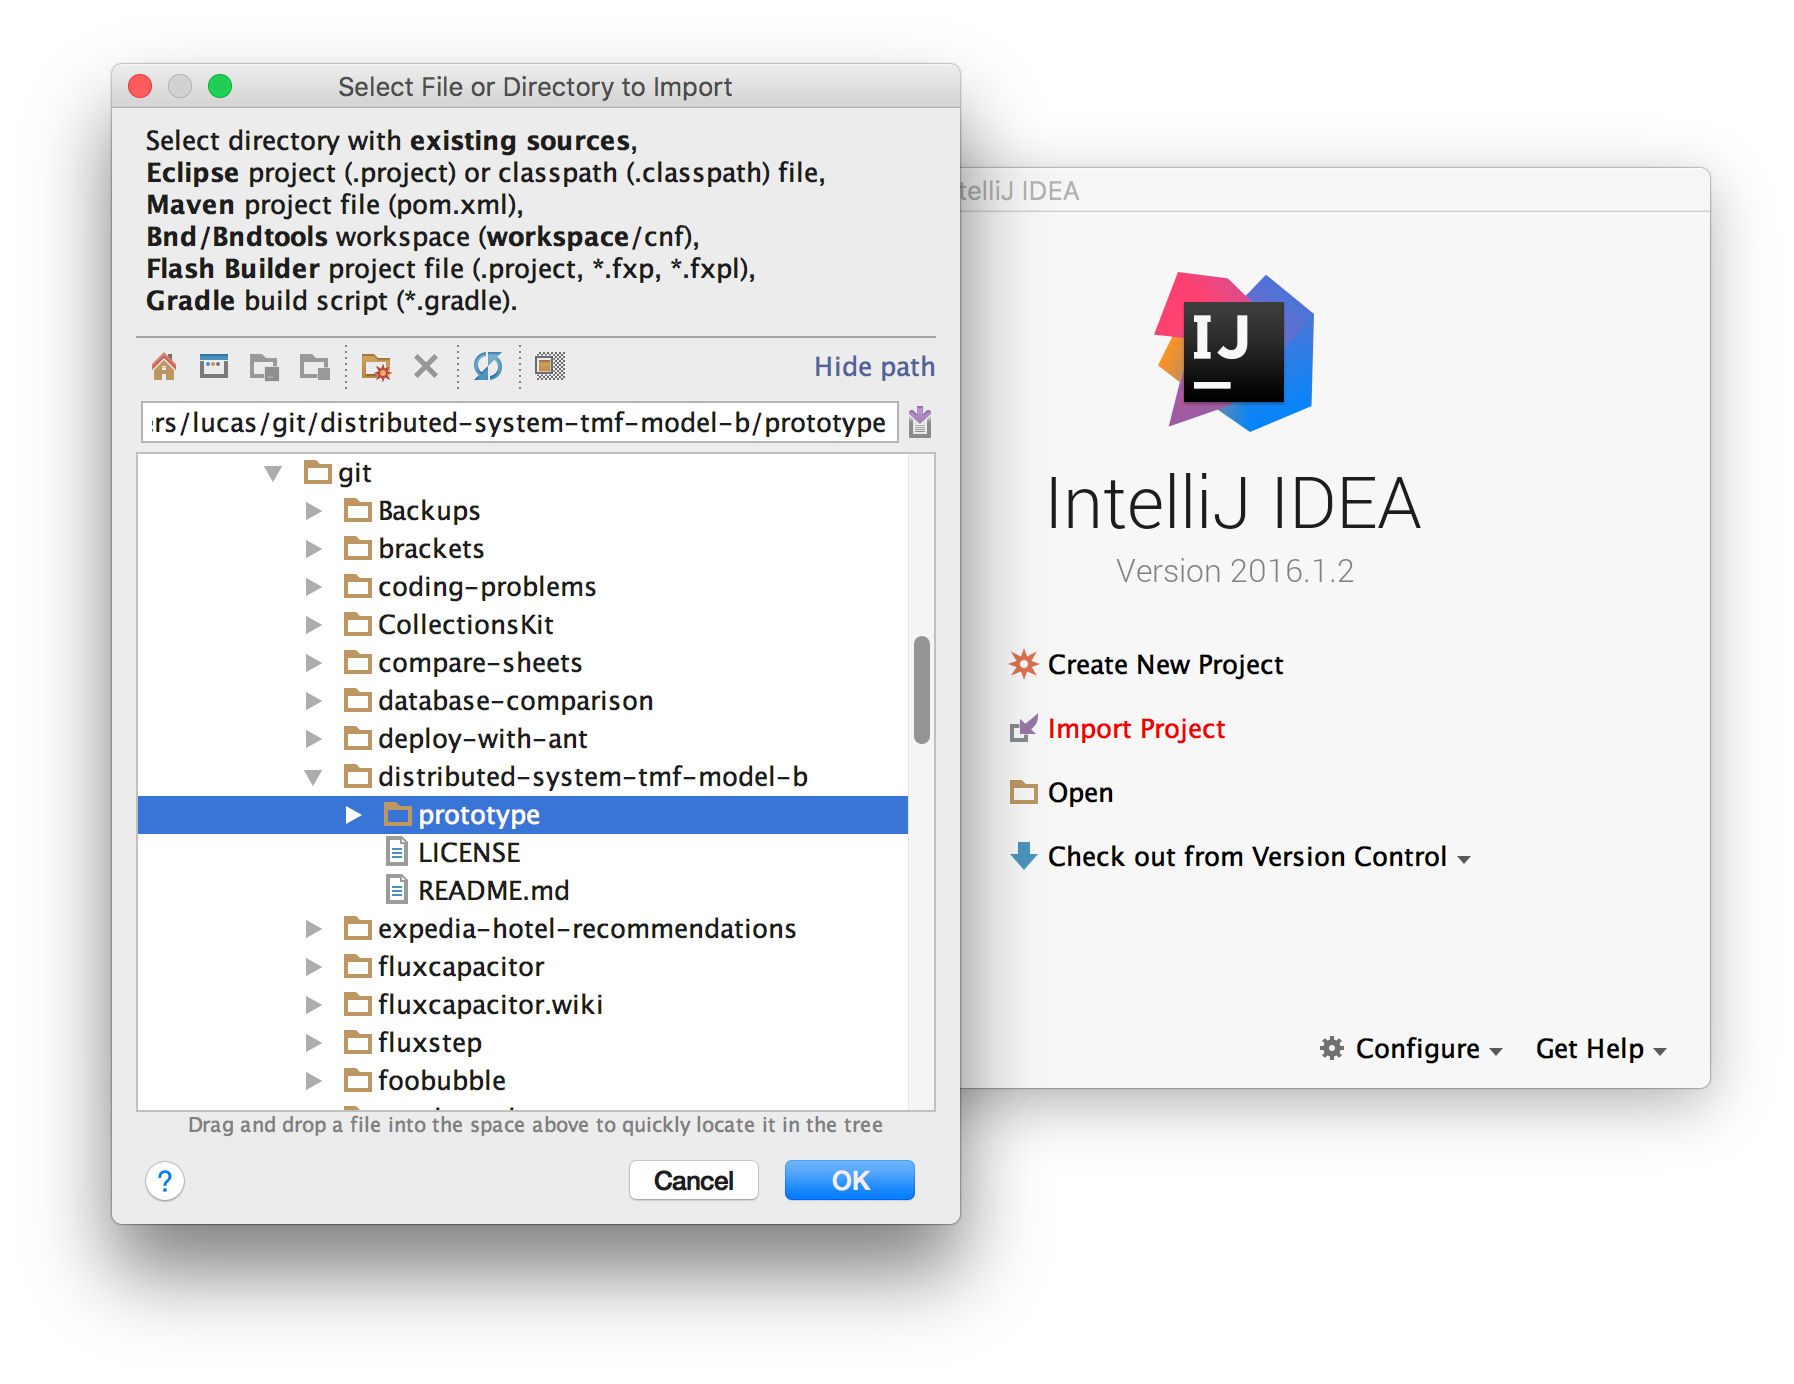 Select File or Directory to Import
Select directory with existing sources,
Eclipse project (.project) or classpath (.classpath) file,
Maven project file (pom.xml),
Bnd/Bndtools workspace (workspace/cnf),
Flash Builder project file (.project, *.fxp, *.fxpl),
Gradle build script (*.gradle).
Hide path
rs/lucas/git/distributed-system-tmf-model-b/prototype
git
Backups
brackets
coding-problems
CollectionsKit
compare-sheets
database-comparison
deploy-with-ant
distributed-system-tmf-model-b
prototype
LICENSE
README.md
expedia-hotel-recommendations
fluxcapacitor
fluxcapacitor.wiki
fluxstep
foobubble
Drag and drop a file into the space above to quickly locate it in the tree
?
Cancel
OK
telliJ IDEA
IJ
IntelliJ IDEA
Version 2016.1.2
Create New Project
Import Project
Open
Check out from Version Control
Configure
Get Help